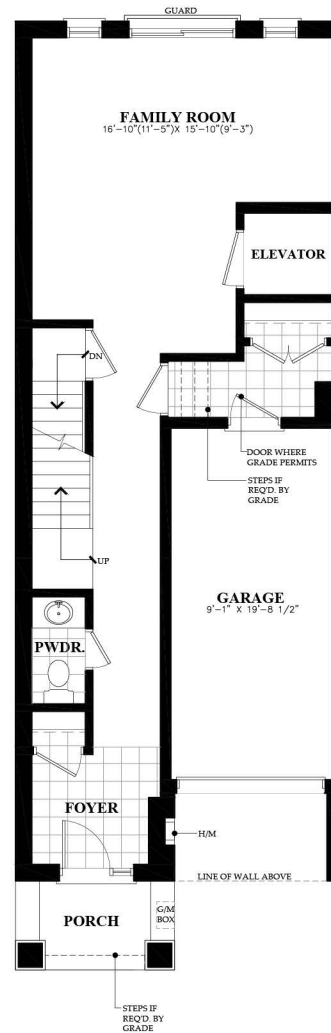 GUARD
FAMILY ROOM
16'-10"(11'-5")X 15'-10"(9'-3")
ELEVATOR
DN
DOOR WHERE
GRADE PERMITS
STEPS IF
REQ'D. BY
GRADE
UP
GARAGE
9'-1" X 19'-8 1/2"
PWDR.
FOYER
H/M
LINE OF WALL ABOVE
PORCH
G/M
BOX
STEPS IF
REQ'D. BY
GRADE